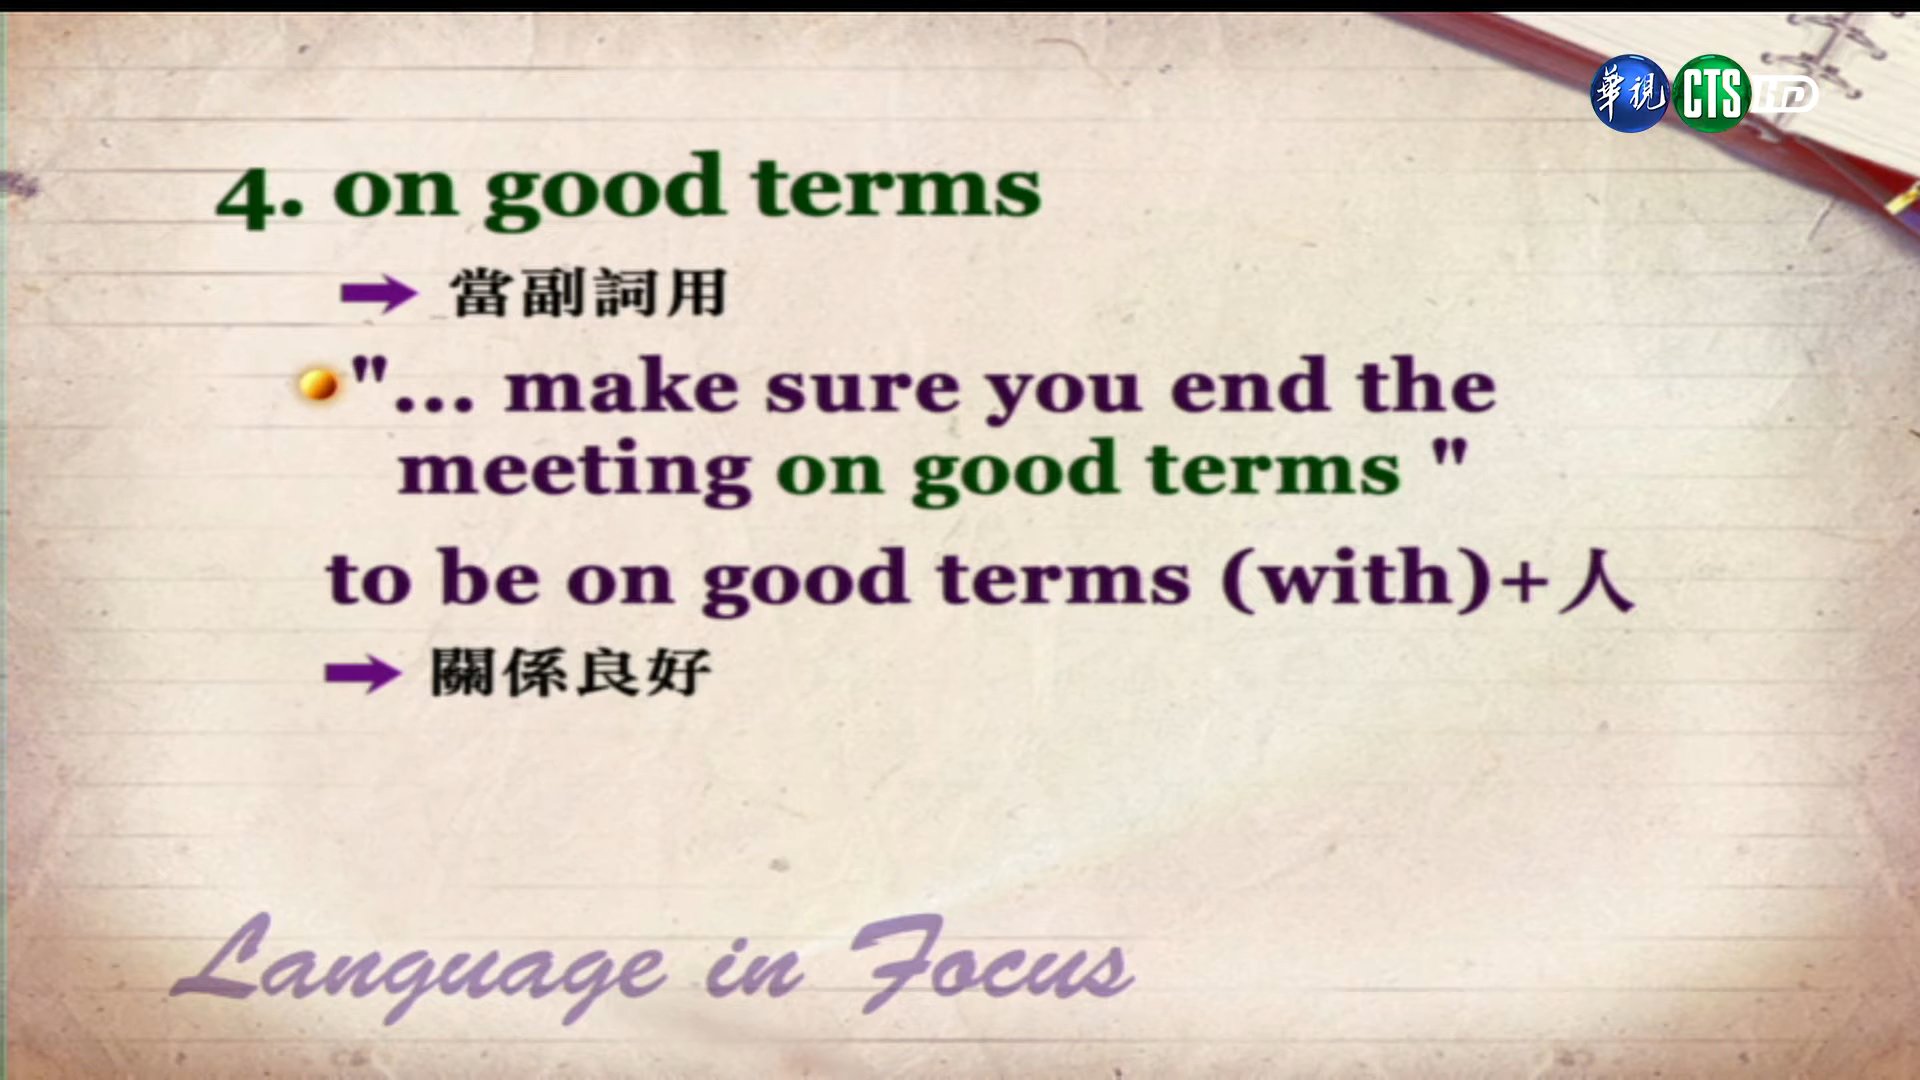 華視 CTS HD
4. on good terms
當副詞用
"... make sure you end the
meeting on good terms "
to be on good terms (with)+人
關係良好
Language in Focus